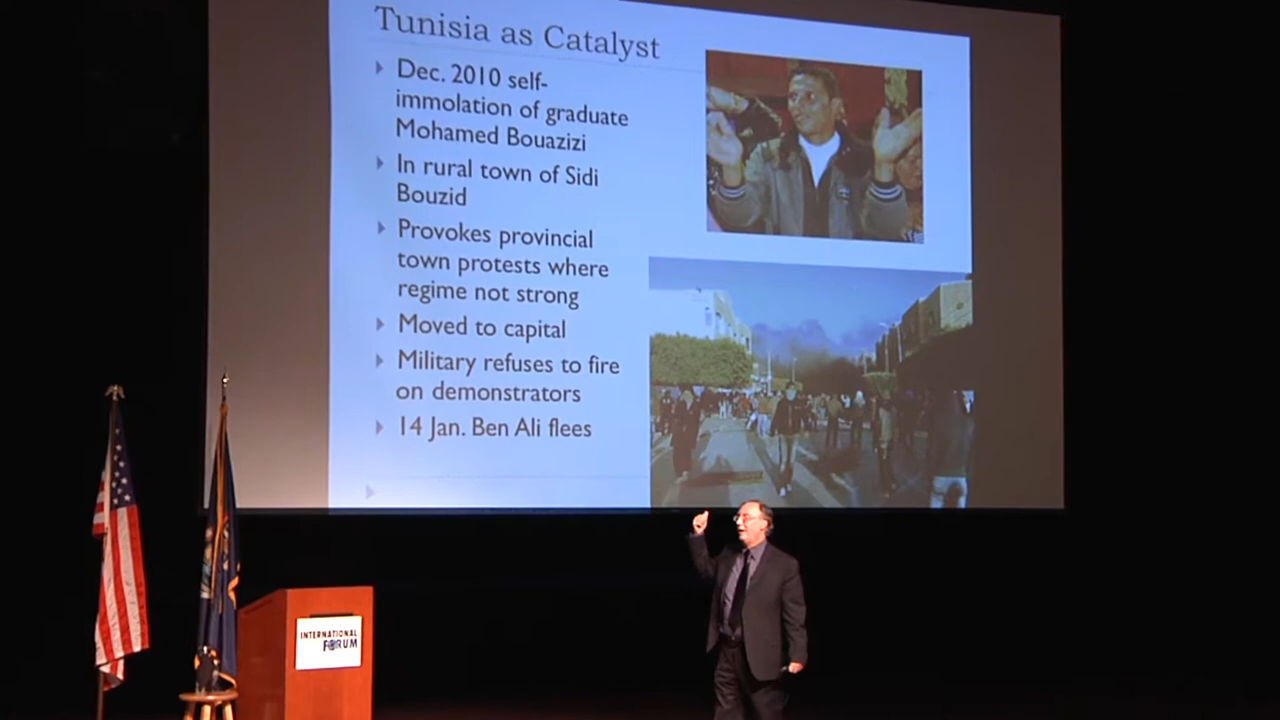 Tunisia as Catalyst
Dec. 2010 self-
immolation of graduate
Mohamed Bouazizi
In rural town of Sidi
Bouzid
Provokes provincial
town protests where
regime not strong
Moved to capital
Military refuses to fire
on demonstrators
14 Jan. Ben Ali flees
INTERNATIONAL
FORUM